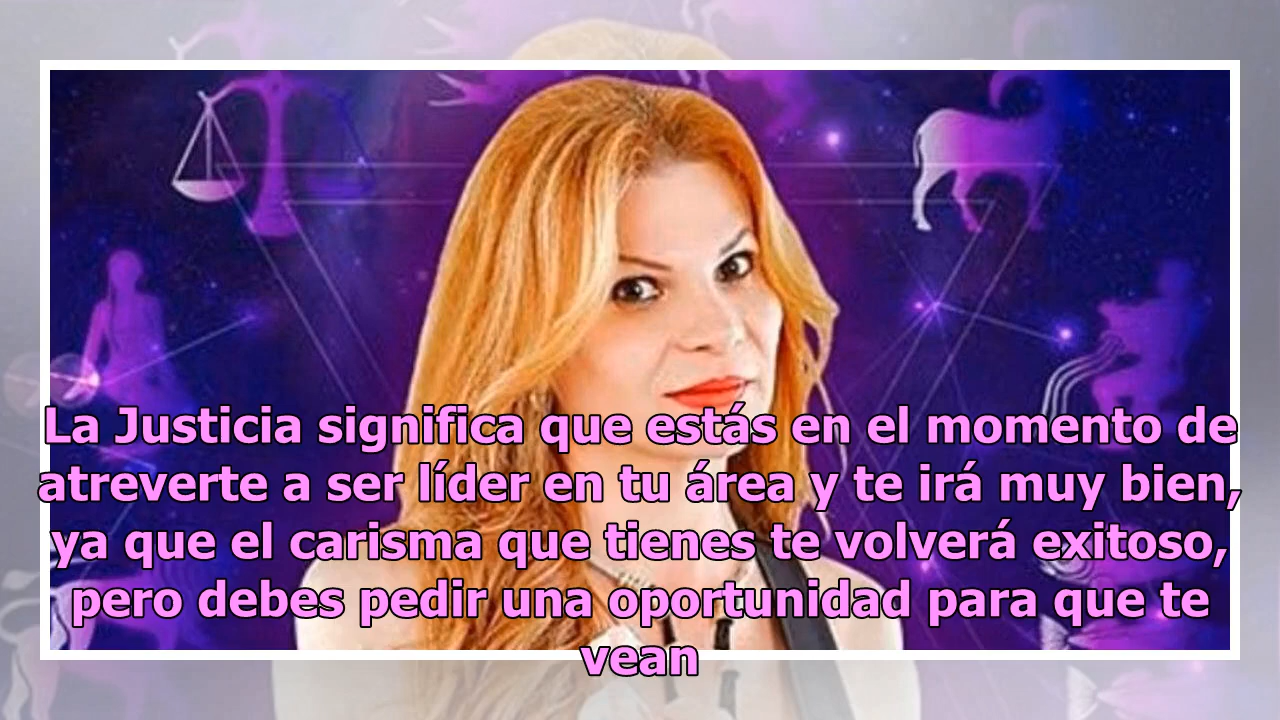 La Justicia significa que estás en el momento de
atreverte a ser líder en tu área y te irá muy bien,
ya que el carisma que tienes te volverá exitoso,
pero debes pedir una oportunidad para que te
vean